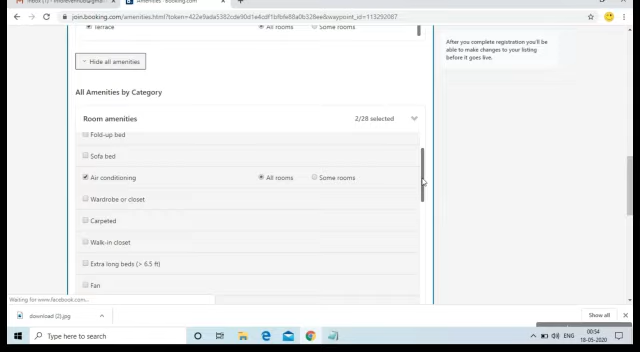 Amenities - Booking.com
join.booking.com/amenities.html?token=
Terrace All rooms Some rooms
After you complete registration you'll be
able to make changes to your listing
before it goes live.
Hide all amenities
All Amenities by Category
Room amenities 2/28 selected
Fold-up bed
Sofa bed
Air conditioning All rooms Some rooms
Wardrobe or closet
Carpeted
Walk-in closet
Extra long beds (> 6.5 ft)
Fan
Waiting for www.facebook.com...
download (2).jpg Show all
Type here to search ENG 00:54
18-05-2020